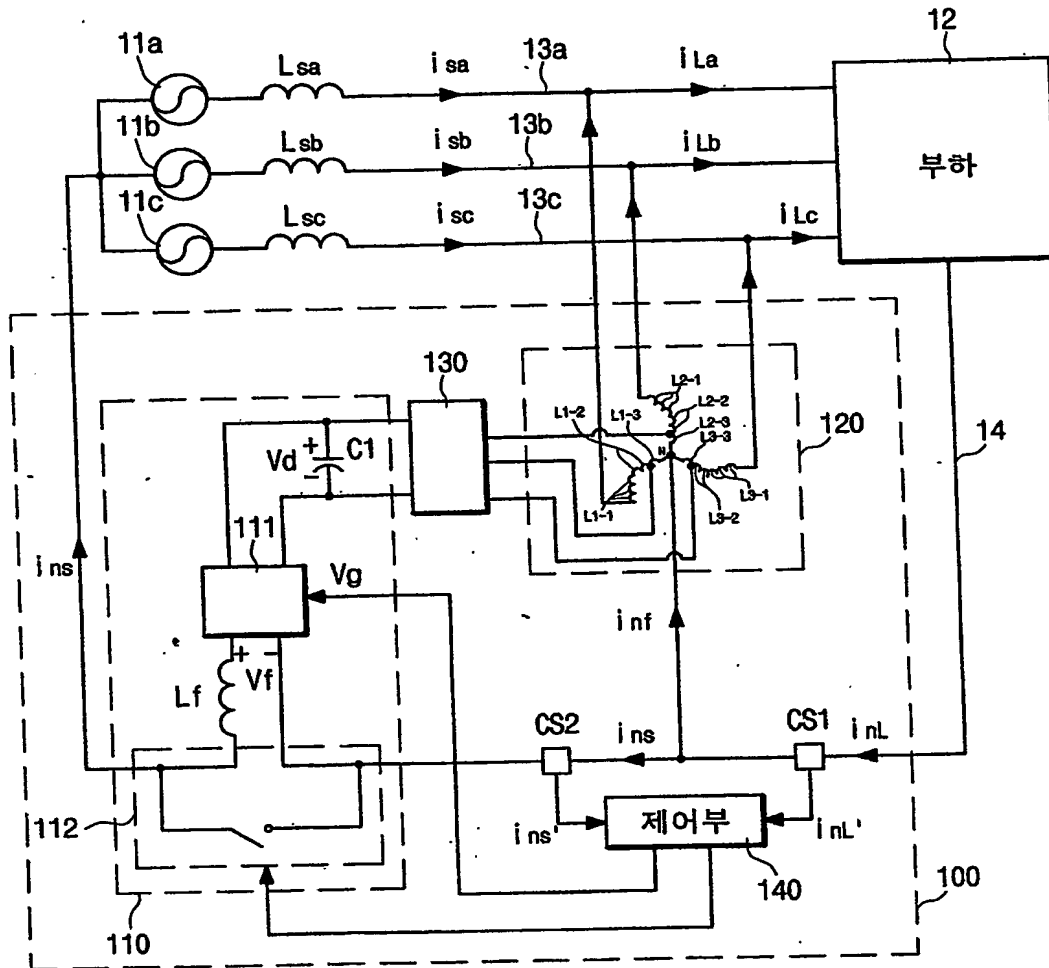 11a
Lsa
isa
13a
iLa
12
11b
Lsb
isb
13b
iLb
부하
11c
Lsc
isc
13c
iLc
130
L2-1
L2-2
L1-2
L1-3
L2-3
L3-3
N
120
14
+
Vd
C1
-
L1-1
L3-2
L3-1
111
ins
Vg
inf
+
-
Lf
Vf
CS2
ins
CS1
inL
112
ins'
제어부
inL'
140
100
110